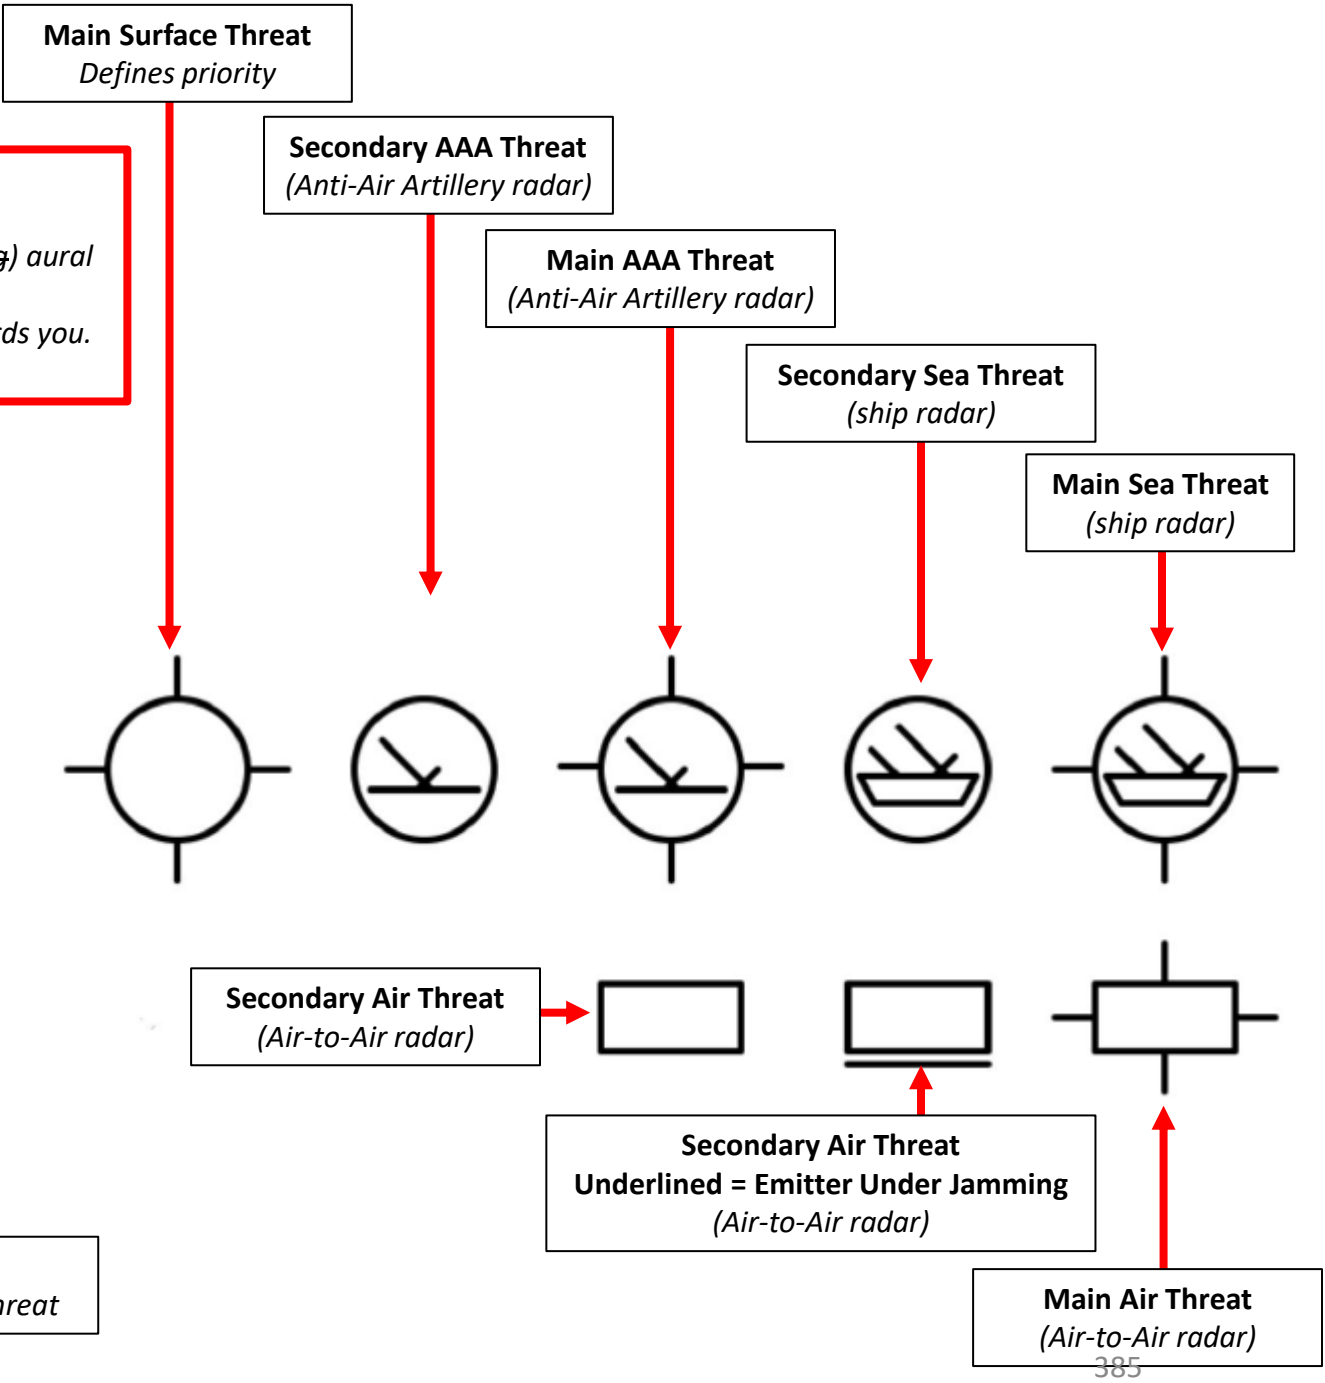 Main Surface Threat
Defines priority
Secondary AAA Threat
(Anti-Air Artillery radar)
aural
you.
Main AAA Threat
(Anti-Air Artillery radar)
Secondary Sea Threat
(ship radar)
Main Sea Threat
(ship radar)
Secondary Air Threat
(Air-to-Air radar)
Secondary Air Threat
Underlined = Emitter Under Jamming
(Air-to-Air radar)
Main Air Threat
(Air-to-Air radar)
385